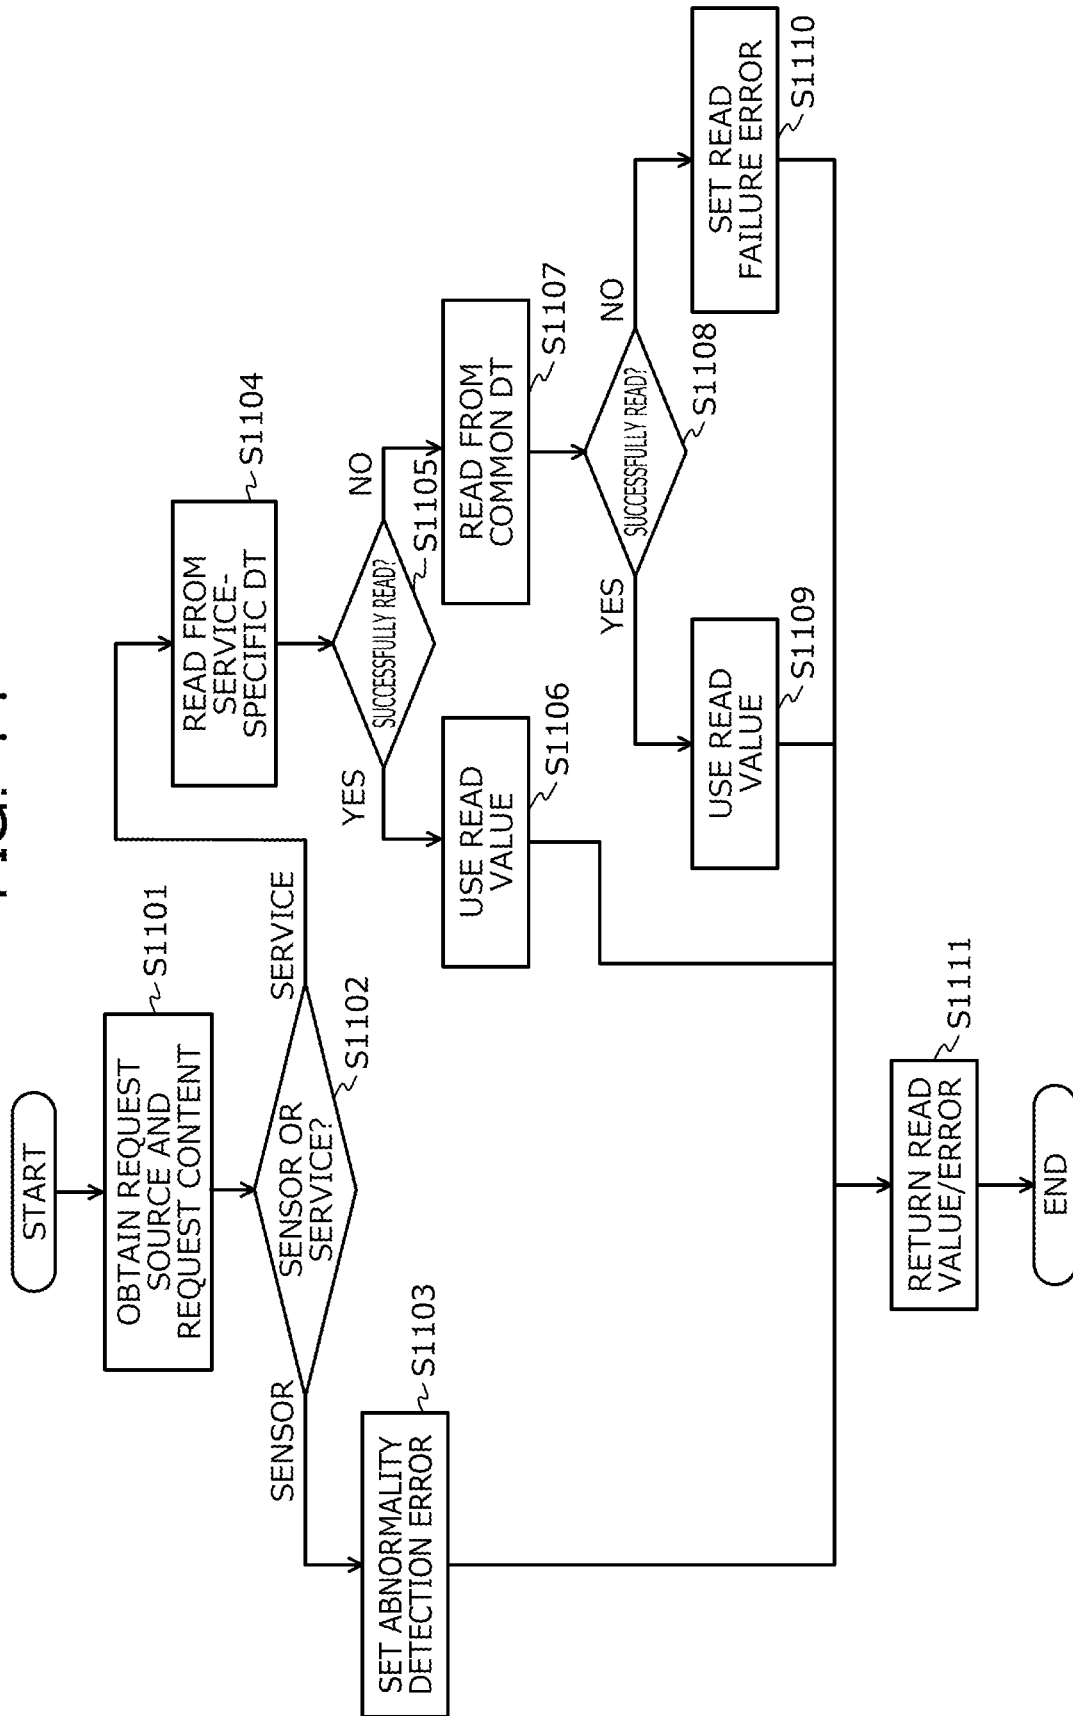 START
OBTAIN REQUEST
SOURCE AND
REQUEST CONTENT
S1101
SENSOR OR
SERVICE?
S1102
SENSOR
SERVICE
SET ABNORMALITY
DETECTION ERROR
S1103
READ FROM
SERVICE-
SPECIFIC DT
S1104
SUCCESSFULLY READ?
S1105
YES
NO
USE READ
VALUE
S1106
READ FROM
COMMON DT
S1107
SUCCESSFULLY READ?
S1108
YES
NO
USE READ
VALUE
S1109
SET READ
FAILURE ERROR
S1110
RETURN READ
VALUE/ERROR
S1111
END